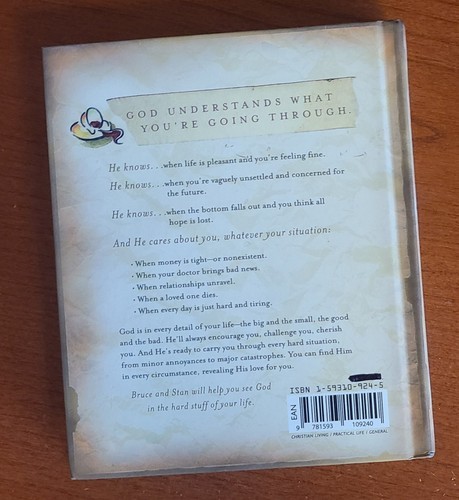 GOD UNDERSTANDS WHAT
YOU'RE GOING THROUGH.
He knows. . .when life is pleasant and you're feeling fine.
He knows. . .when you're vaguely unsettled and concerned for
the future.
He knows. . .when the bottom falls out and you think all
hope is lost.
And He cares about you, whatever your situation:
• When money is tight—or nonexistent.
• When your doctor brings bad news.
• When relationships unravel.
• When a loved one dies.
• When every day is just hard and tiring.
God is in every detail of your life—the big and the small, the good
and the bad. He'll always encourage you, challenge you, cherish
you. And He's ready to carry you through every hard situation,
from minor annoyances to major catastrophes. You can find Him
in every circumstance, revealing His love for you.
Bruce and Stan will help you see God
in the hard stuff of your life.
ISBN 1-59310-924-5
EAN
9 781593 109240
CHRISTIAN LIVING / PRACTICAL LIFE / GENERAL